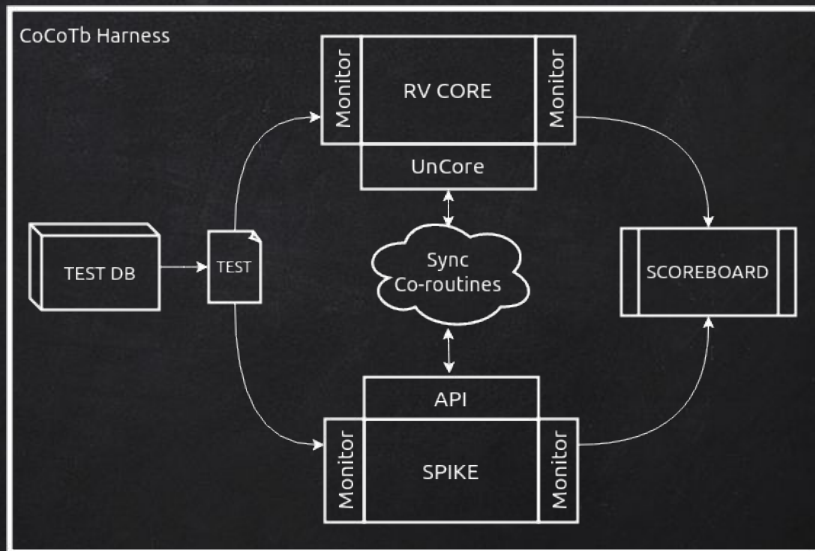 CoCoTb Harness
Monitor
RV CORE
Monitor
UnCore
TEST DB
TEST
Sync
Co-routines
SCOREBOARD
API
Monitor
SPIKE
Monitor